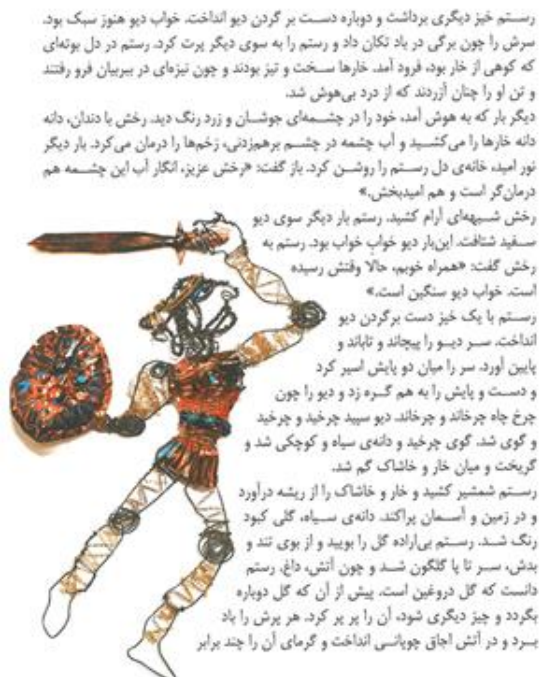 رستم خیز دیگری برداشت و دوباره دست بر گردن دیو انداخت. خواب دیو هنوز سبک بود.
سرش را چون برگی در باد تکان داد و رستم را به سوی دیگر پرت کرد. رستم در دل بوته‌ای
که کوهی از خار بود، فرود آمد. خارها سخت و تیز بودند و چون نیزه‌ای در ببربیان فرو رفتند
و تن او را چنان آزردند که از درد بی‌هوش شد.
دیگر بار که به هوش آمد، خود را در چشمه‌ای جوشان و زرد رنگ دید. رخش با دندان، دانه
دانه خارها را می‌کشید و آب چشمه در چشم برهم‌زدنی، زخم‌ها را درمان می‌کرد. بار دیگر
نور امید، خانه‌ی دل رستم را روشن کرد. باز گفت: «رخش عزیز، انگار آب این چشمه هم
درمان‌گر است و هم امیدبخش.»
رخش شیهه‌ای آرام کشید. رستم بار دیگر سوی دیو
سفید شتافت. این‌بار دیو خواب خواب بود. رستم به
رخش گفت: «همراه خوبم، حالا وقتش رسیده
است. خواب دیو سنگین است.»
رستم با یک خیز دست برگردن دیو
انداخت. سر دیو را پیچاند و تاباند و
پایین آورد. سر را میان دو پایش اسیر کرد
و دست و پایش را به هم گره زد و دیو را چون
چرخ چاه چرخاند و چرخاند. دیو سپید چرخید و چرخید
و گوی شد. گوی چرخید و دانه‌ی سیاه و کوچکی شد و
گریخت و میان خار و خاشاک گم شد.
رستم شمشیر کشید و خار و خاشاک را از ریشه درآورد
و در زمین و آسمان پراکند. دانه‌ی سیاه، گلی کبود
رنگ شد. رستم بی‌اراده گل را بویید و از بوی تند و
بدش، سر تا پا گلگون شد و چون آتش، داغ. رستم
دانست که گل دروغین است. پیش از آن که گل دوباره
بگردد و چیز دیگری شود، آن را پر پر کرد. هر پرش را باد
برد و در آتش اجاق چوپانی انداخت و گرمای آن را چند برابر